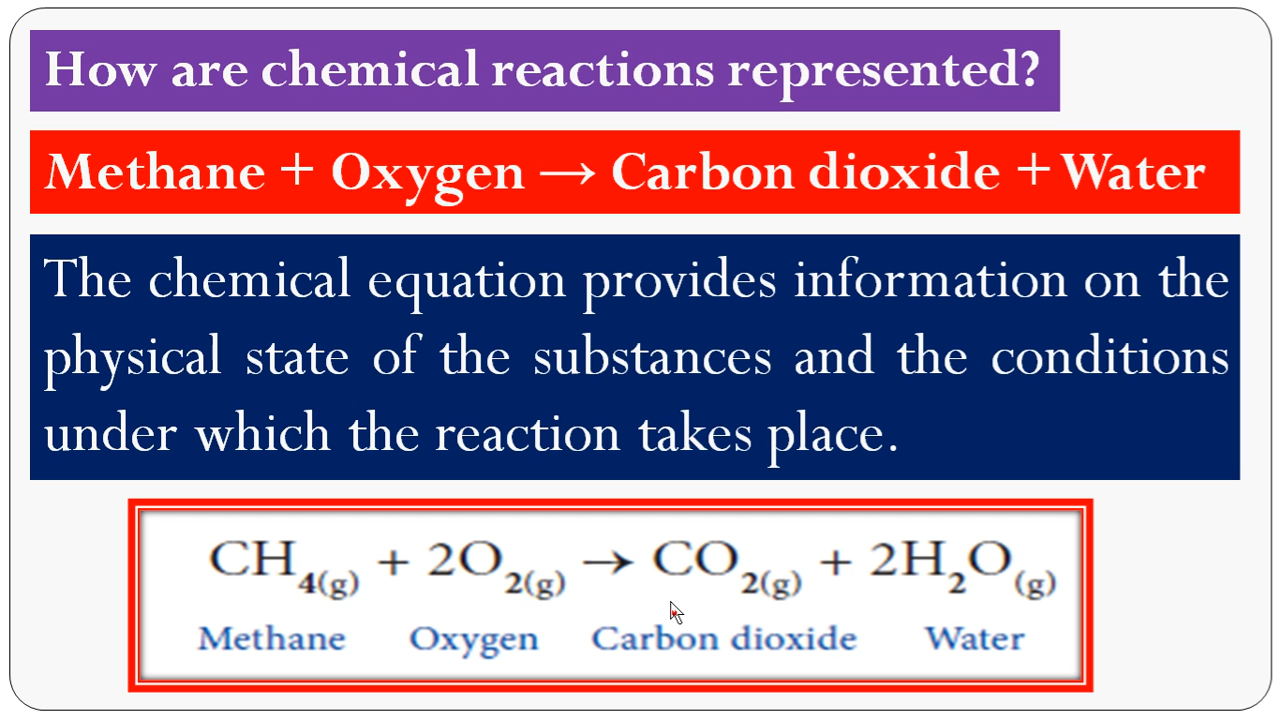 How are chemical reactions represented?
Methane + Oxygen → Carbon dioxide + Water
The chemical equation provides information on the
physical state of the substances and the conditions
under which the reaction takes place.
CH₄(g) + 2O₂(g) → CO₂(g) + 2H₂O(g)
Methane Oxygen Carbon dioxide Water